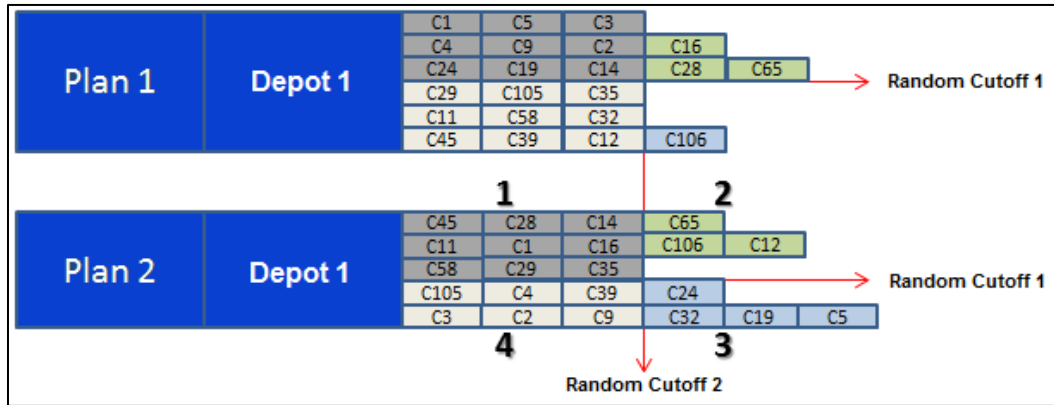 C1 C5 C3
C4 C9 C2 C16
C24 C19 C14 C28 C65
Plan 1 Depot 1 Random Cutoff 1
C29 C105 C35
C11 C58 C32
C45 C39 C12 C106
1 2
C45 C28 C14 C65
C11 C1 C16 C106 C12
Plan 2 Depot 1 Random Cutoff 1
C58 C29 C35
C105 C4 C39 C24
C3 C2 C9 C32 C19 C5
4 3
Random Cutoff 2